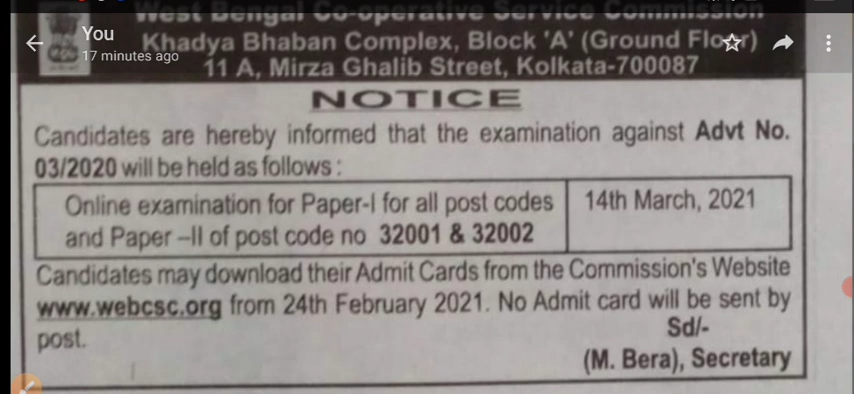 West Bengal Co-operative Service Commission
You
Khadya Bhaban Complex, Block 'A' (Ground Floor)
17 minutes ago
11 A, Mirza Ghalib Street, Kolkata-700087
NOTICE
Candidates are hereby informed that the examination against Advt No.
03/2020 will be held as follows :
Online examination for Paper-I for all post codes
and Paper –II of post code no 32001 & 32002
14th March, 2021
Candidates may download their Admit Cards from the Commission's Website
www.webcsc.org from 24th February 2021. No Admit card will be sent by
post.
Sd/-
(M. Bera), Secretary